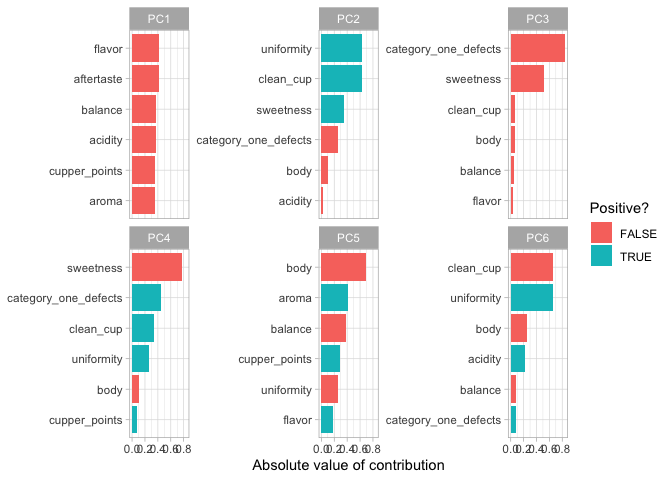 PC1
flavor
aftertaste
balance
acidity
cupper_points
aroma
PC2
uniformity
clean_cup
sweetness
category_one_defects
body
acidity
PC3
category_one_defects
sweetness
clean_cup
body
balance
flavor
PC4
sweetness
category_one_defects
clean_cup
uniformity
body
cupper_points
0.0 0.2 0.4 0.6 0.8
PC5
body
aroma
balance
cupper_points
uniformity
flavor
0.0 0.2 0.4 0.6 0.8
PC6
clean_cup
uniformity
body
acidity
balance
category_one_defects
0.0 0.2 0.4 0.6 0.8
Absolute value of contribution
Positive?
FALSE
TRUE